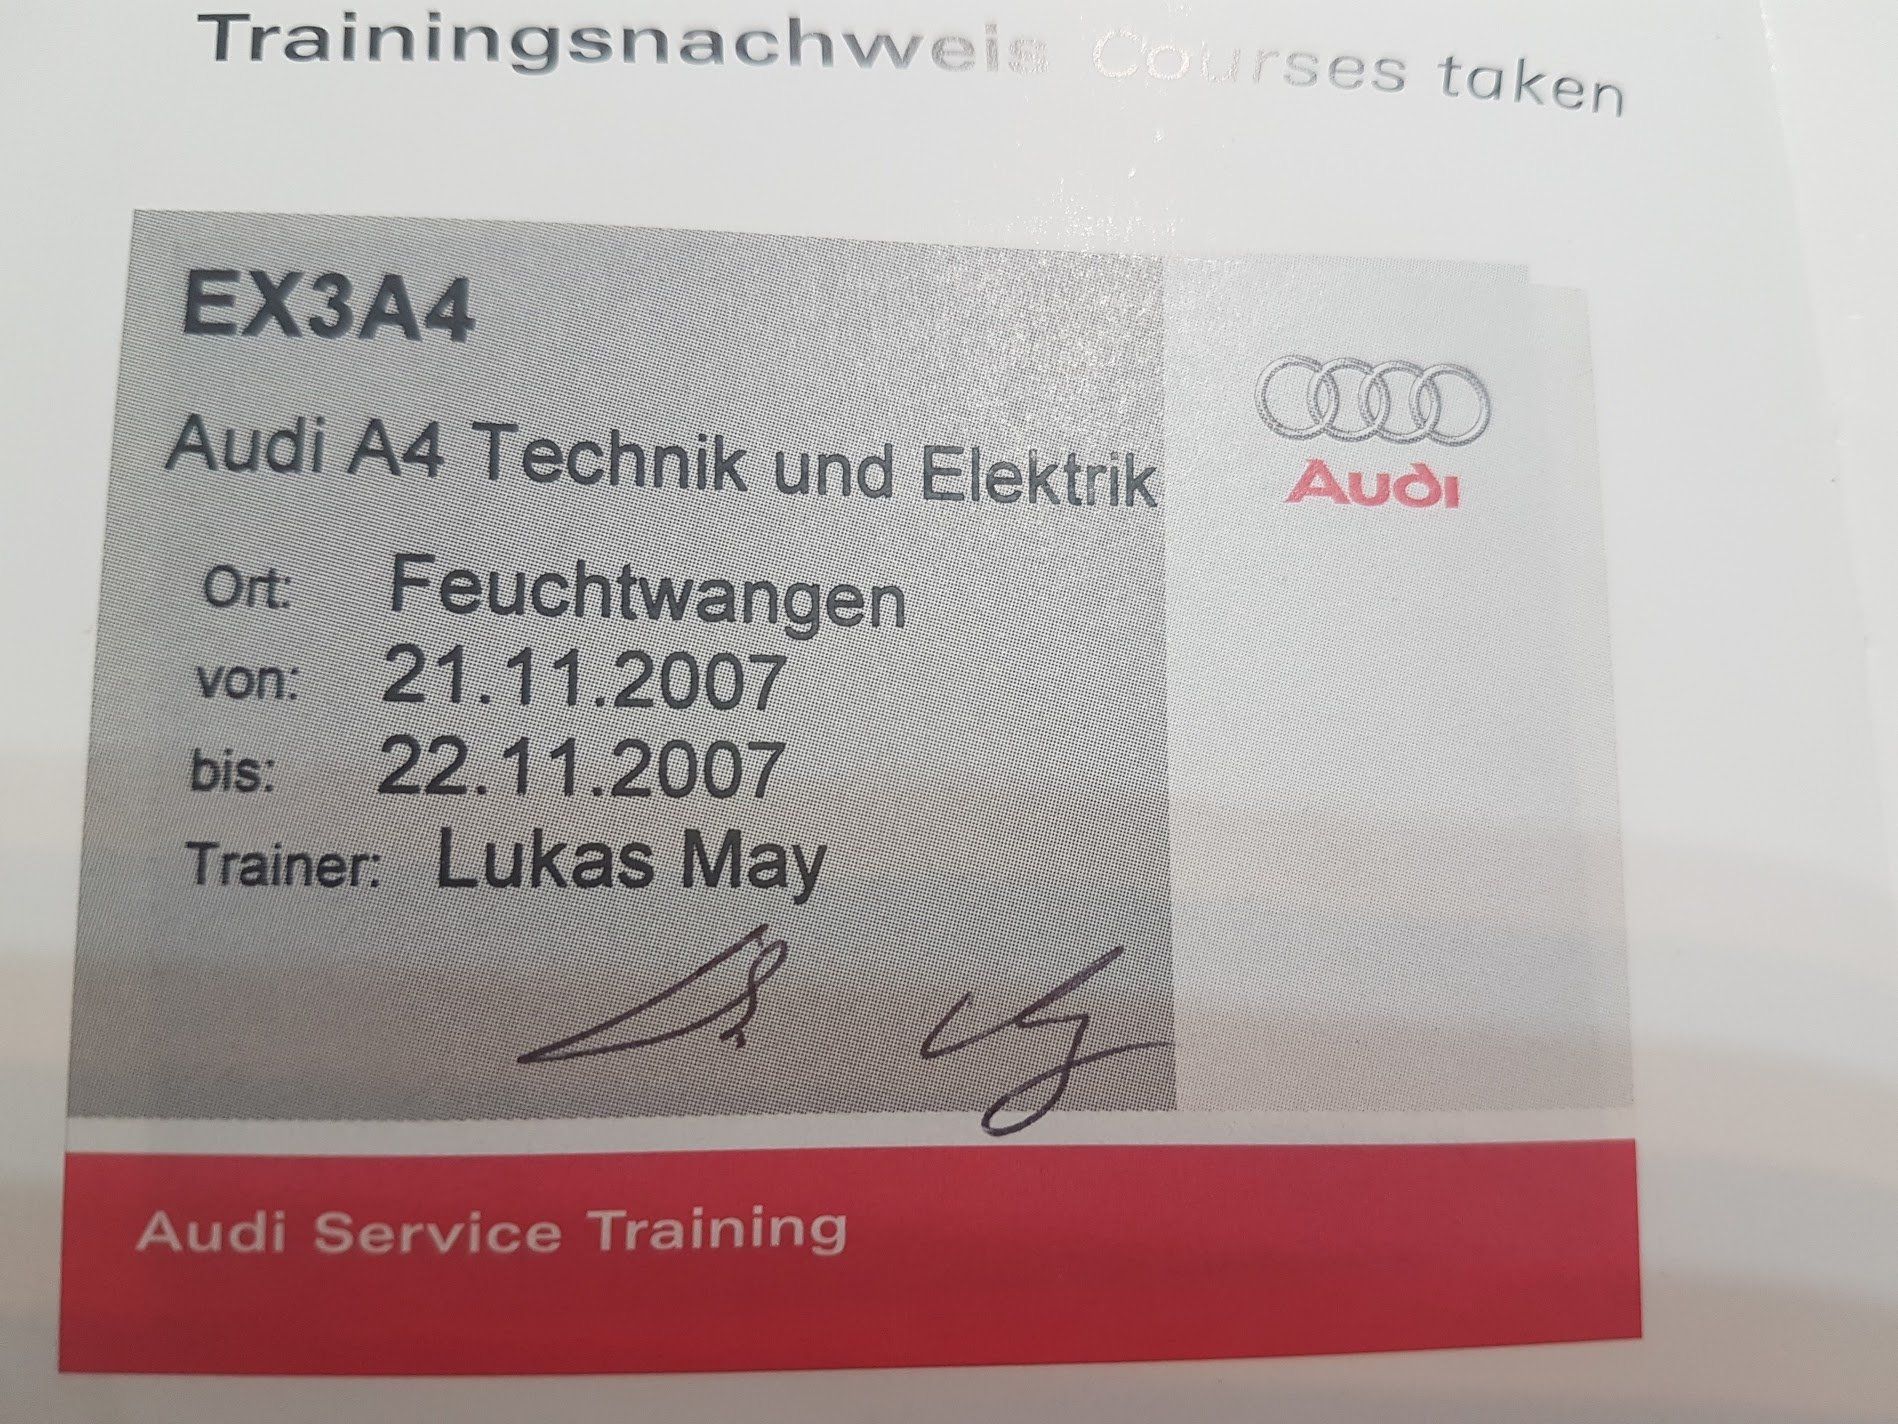 Trainingsnachweis Courses taken
EX3A4
Audi A4 Technik und Elektrik
Audi
Ort: Feuchtwangen
von: 21.11.2007
bis: 22.11.2007
Trainer: Lukas May
Audi Service Training